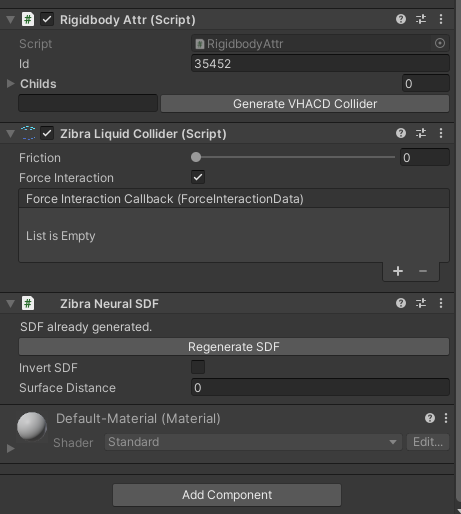 Rigidbody Attr (Script)
Script RigidbodyAttr
Id 35452
Childs 0
Generate VHACD Collider
Zibra Liquid Collider (Script)
Friction 0
Force Interaction
Force Interaction Callback (ForceInteractionData)
List is Empty
+ −
Zibra Neural SDF
SDF already generated.
Regenerate SDF
Invert SDF
Surface Distance 0
Default-Material (Material)
Shader Standard Edit...
Add Component